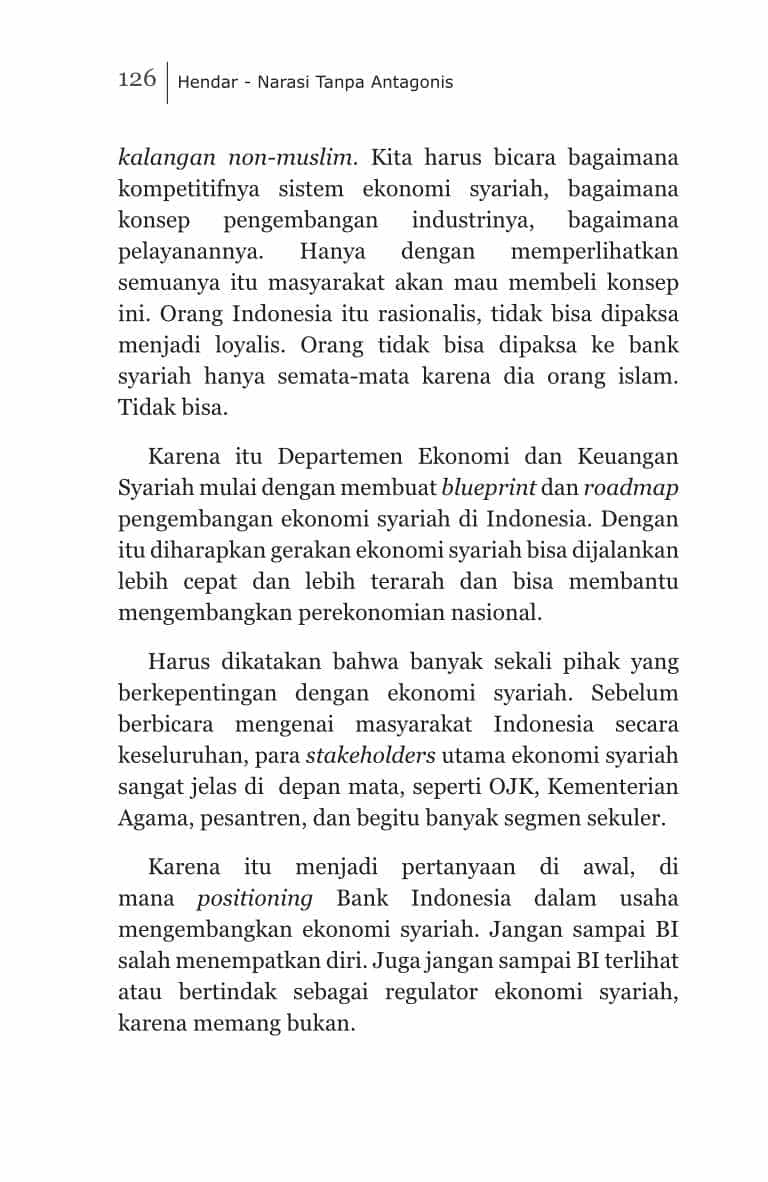 126
Hendar - Narasi Tanpa Antagonis
kalangan non-muslim. Kita harus bicara bagaimana
kompetitifnya sistem ekonomi syariah, bagaimana
konsep pengembangan industrinya, bagaimana
pelayanannya. Hanya dengan memperlihatkan
semuanya itu masyarakat akan mau membeli konsep
ini. Orang Indonesia itu rasionalis, tidak bisa dipaksa
menjadi loyalis. Orang tidak bisa dipaksa ke bank
syariah hanya semata-mata karena dia orang islam.
Tidak bisa.
Karena itu Departemen Ekonomi dan Keuangan
Syariah mulai dengan membuat blueprint dan roadmap
pengembangan ekonomi syariah di Indonesia. Dengan
itu diharapkan gerakan ekonomi syariah bisa dijalankan
lebih cepat dan lebih terarah dan bisa membantu
mengembangkan perekonomian nasional.
Harus dikatakan bahwa banyak sekali pihak yang
berkepentingan dengan ekonomi syariah. Sebelum
berbicara mengenai masyarakat Indonesia secara
keseluruhan, para stakeholders utama ekonomi syariah
sangat jelas di depan mata, seperti OJK, Kementerian
Agama, pesantren, dan begitu banyak segmen sekuler.
Karena itu menjadi pertanyaan di awal, di
mana positioning Bank Indonesia dalam usaha
mengembangkan ekonomi syariah. Jangan sampai BI
salah menempatkan diri. Juga jangan sampai BI terlihat
atau bertindak sebagai regulator ekonomi syariah,
karena memang bukan.